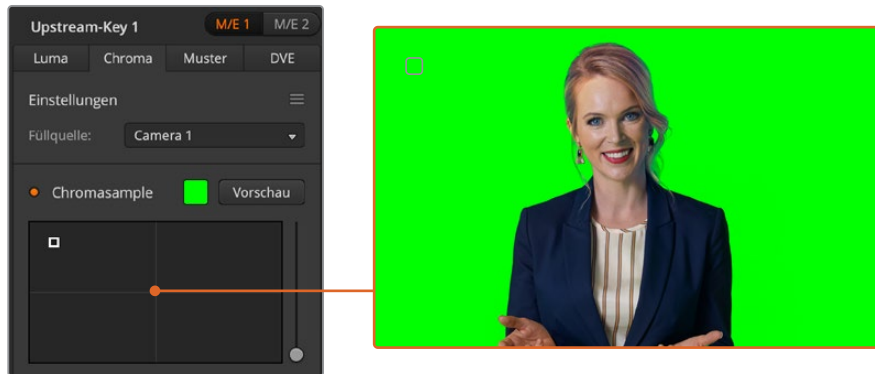 Upstream-Key 1 M/E 1 M/E 2
Luma Chroma Muster DVE
Einstellungen
Füllquelle: Camera 1
Chromasample Vorschau